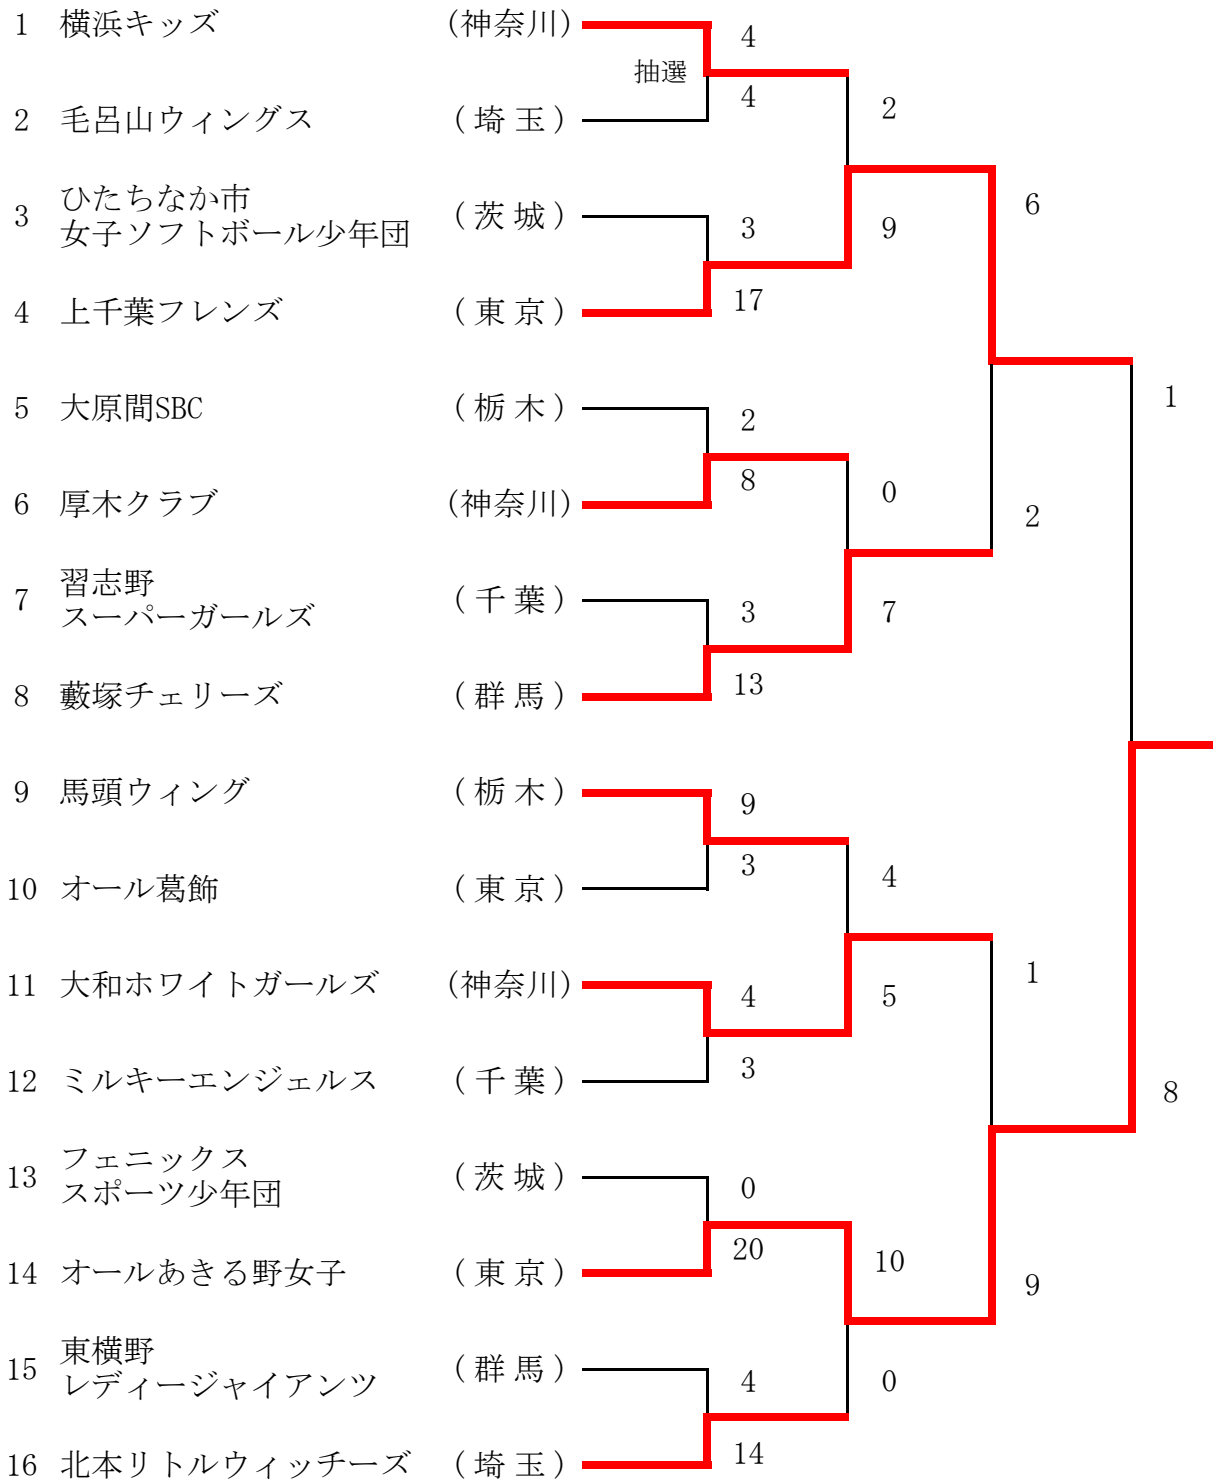 1 横浜キッズ (神奈川) 4
抽選
2 毛呂山ウィングス (埼玉) 4
2
3 ひたちなか市
女子ソフトボール少年団 (茨城) 3
9
6
4 上千葉フレンズ (東京) 17
1
5 大原間SBC (栃木) 2
6 厚木クラブ (神奈川) 8
0
2
7 習志野
スーパーガールズ (千葉) 3
7
8 藪塚チェリーズ (群馬) 13
9 馬頭ウィング (栃木) 9
10 オール葛飾 (東京) 3
4
11 大和ホワイトガールズ (神奈川) 4
5
1
12 ミルキーエンジェルス (千葉) 3
8
13 フェニックス
スポーツ少年団 (茨城) 0
14 オールあきる野女子 (東京) 20
10
9
15 東横野
レディージャイアンツ (群馬) 4
0
16 北本リトルウィッチーズ (埼玉) 14